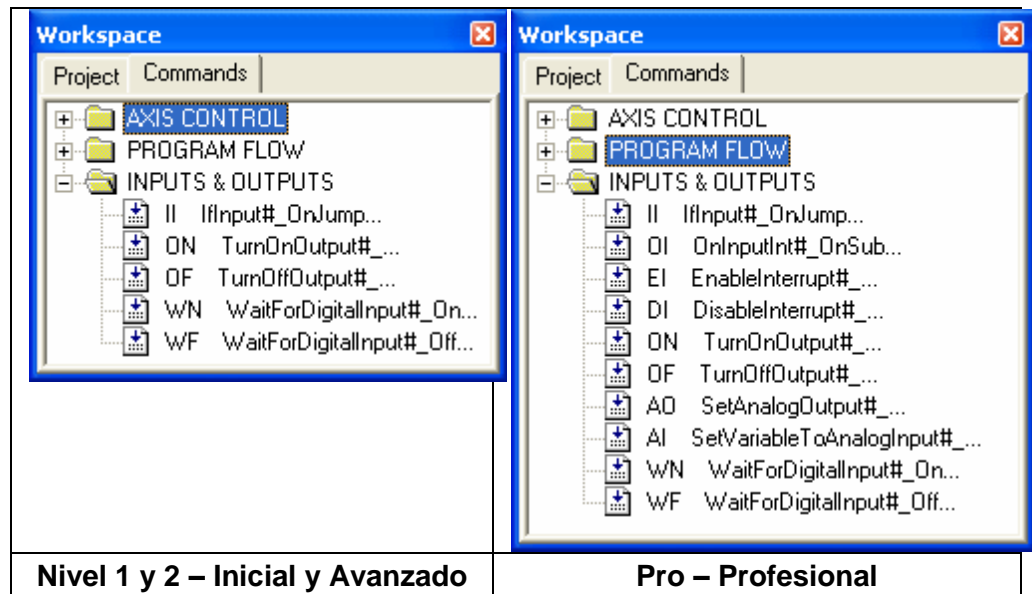 Workspace
Project Commands
AXIS CONTROL
PROGRAM FLOW
INPUTS & OUTPUTS
II IfInput#_OnJump...
ON TurnOnOutput#_...
OF TurnOffOutput#_...
WN WaitForDigitalInput#_On...
WF WaitForDigitalInput#_Off...
Nivel 1 y 2 – Inicial y Avanzado
Workspace
Project Commands
AXIS CONTROL
PROGRAM FLOW
INPUTS & OUTPUTS
II IfInput#_OnJump...
OI OnInputInt#_OnSub...
EI EnableInterrupt#_...
DI DisableInterrupt#_...
ON TurnOnOutput#_...
OF TurnOffOutput#_...
AO SetAnalogOutput#_...
AI SetVariableToAnalogInput#_...
WN WaitForDigitalInput#_On...
WF WaitForDigitalInput#_Off...
Pro – Profesional